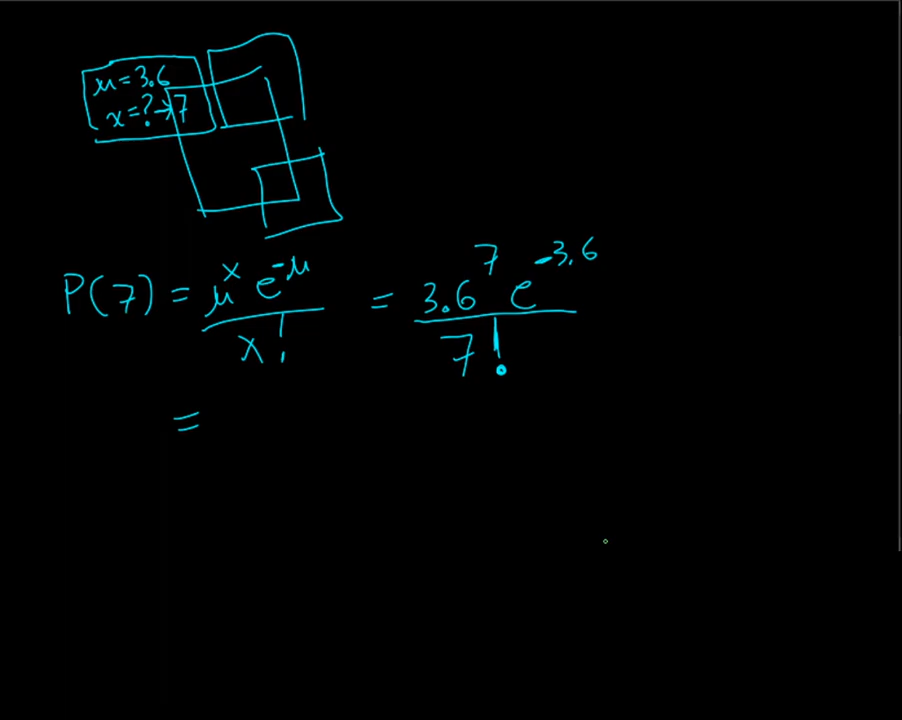 μ = 3.6
x = ? → 7
P(7) = μ^x e^-μ / x! = 3.6^7 e^-3.6 / 7!
=